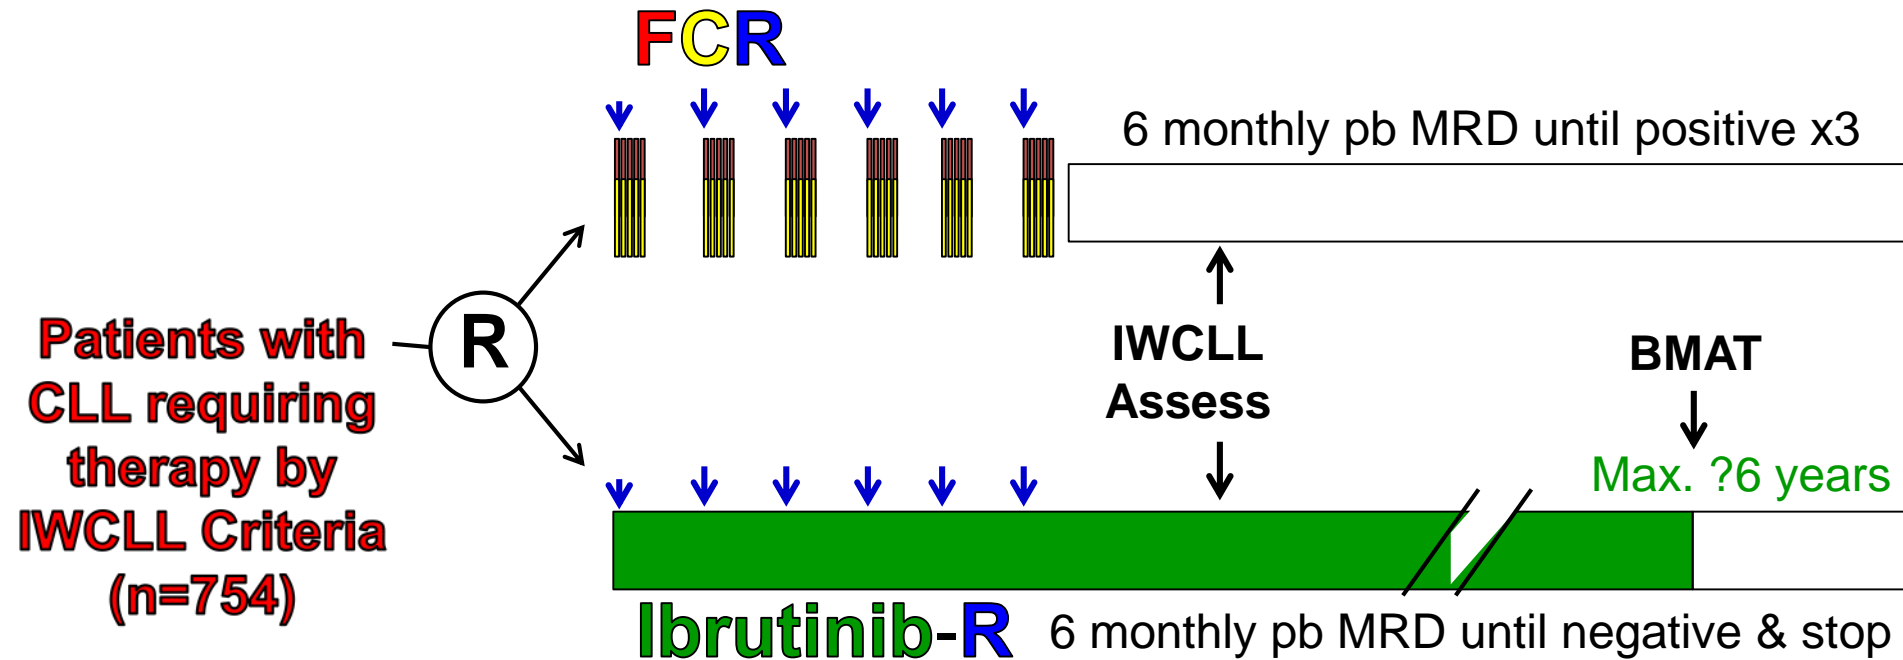 FCR
6 monthly pb MRD until positive x3
Patients with
CLL requiring
therapy by
IWCLL Criteria
(n=754)
R
IWCLL
Assess
BMAT
Max. ?6 years
Ibrutinib-R
6 monthly pb MRD until negative & stop